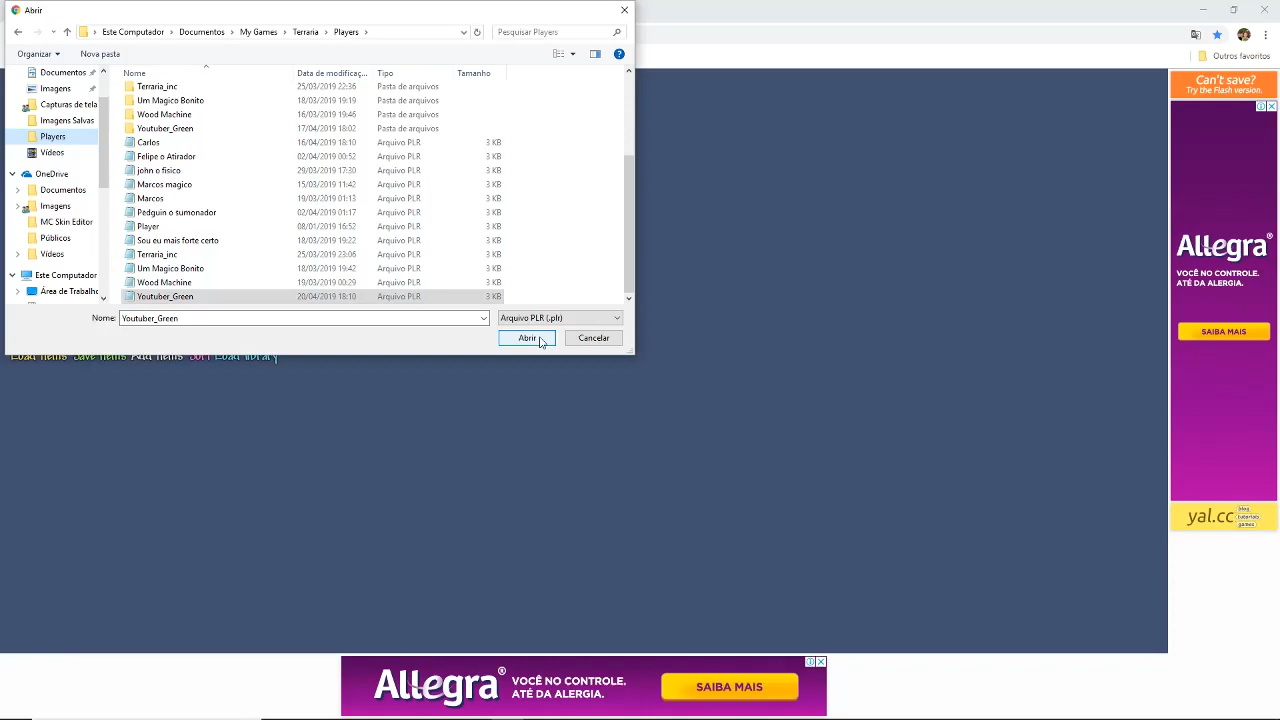 Abrir
Este Computador > Documentos > My Games > Terraria > Players >
Pesquisar Players
Organizar
Nova pasta
Outros favoritos
Documentos
Imagens
Capturas de tela
Imagens Salvas
Players
Vídeos
OneDrive
Documentos
Imagens
MC Skin Editor
Públicos
Vídeos
Este Computador
Área de Trabalho
Nome Data de modificaç... Tipo Tamanho
Terraria_inc 25/03/2019 22:36 Pasta de arquivos
Um Magico Bonito 18/03/2019 19:19 Pasta de arquivos
Wood Machine 16/03/2019 19:46 Pasta de arquivos
Youtuber_Green 17/04/2019 18:02 Pasta de arquivos
Carlos 16/04/2019 18:10 Arquivo PLR 3 KB
Felipe o Atirador 02/04/2019 00:52 Arquivo PLR 3 KB
john o fisico 29/03/2019 17:30 Arquivo PLR 3 KB
Marcos magico 15/03/2019 11:42 Arquivo PLR 3 KB
Marcos 19/03/2019 01:13 Arquivo PLR 3 KB
Pedguin o sumonador 02/04/2019 01:17 Arquivo PLR 3 KB
Player 08/01/2019 16:52 Arquivo PLR 3 KB
Sou eu mais forte certo 18/03/2019 19:22 Arquivo PLR 3 KB
Terraria_inc 25/03/2019 23:06 Arquivo PLR 3 KB
Um Magico Bonito 18/03/2019 19:42 Arquivo PLR 3 KB
Wood Machine 19/03/2019 00:29 Arquivo PLR 3 KB
Youtuber_Green 20/04/2019 18:10 Arquivo PLR 3 KB
Nome: Youtuber_Green
Arquivo PLR (.plr)
Abrir
Cancelar
Load items Save items Add items Sort Load library
Can't save?
Try the Flash version.
Allegra®
VOCÊ NO CONTROLE.
ATÉ DA ALERGIA.
SAIBA MAIS
yal.cc
blog
tutorials
games
Allegra®
VOCÊ NO CONTROLE.
ATÉ DA ALERGIA.
SAIBA MAIS